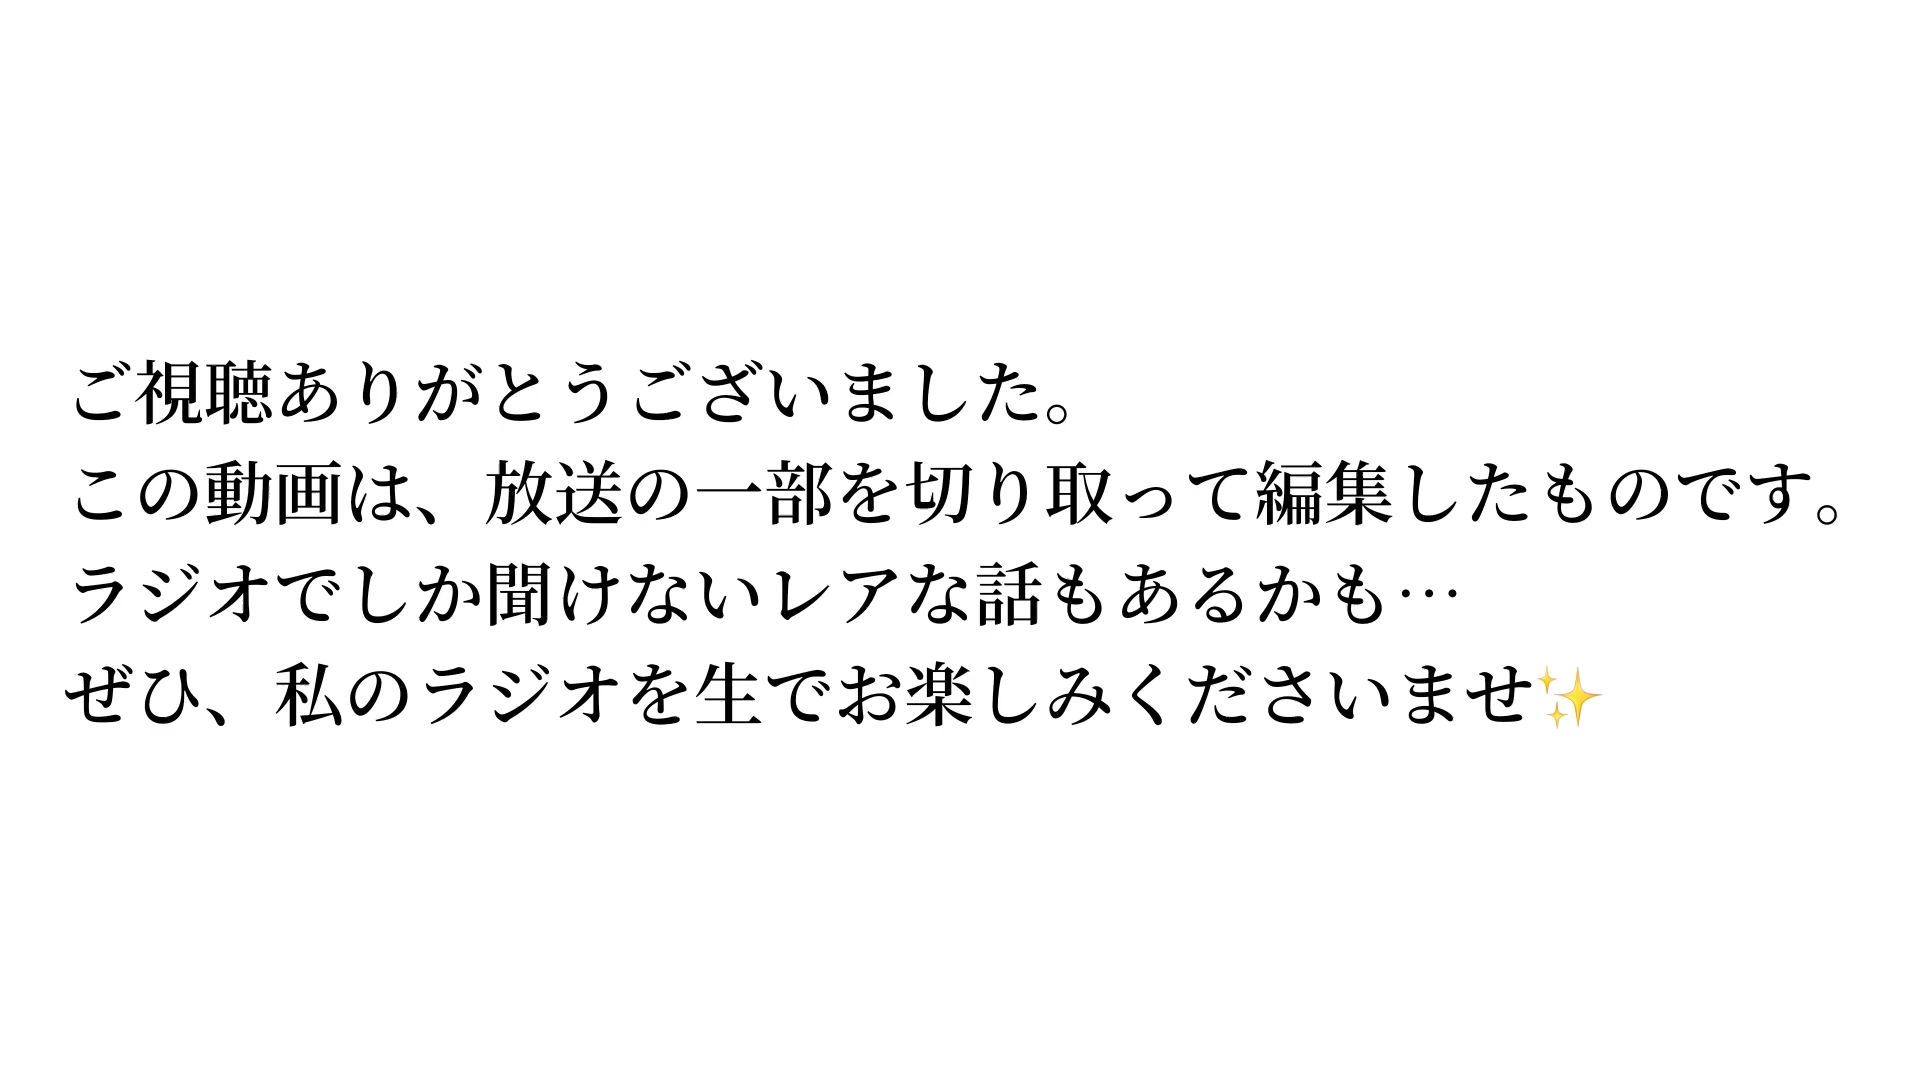 ご視聴ありがとうございました。
この動画は、放送の一部を切り取って編集したものです。
ラジオでしか聞けないレアな話もあるかも…
ぜひ、私のラジオを生でお楽しみくださいませ✨